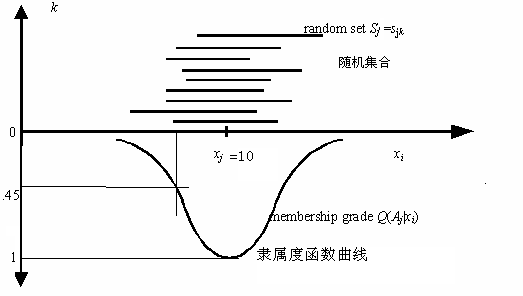 k
random set Sj =sjk
随机集合
0
xj =10
xi
.45
membership grade Q(Aj|xi)
1
隶属度函数曲线